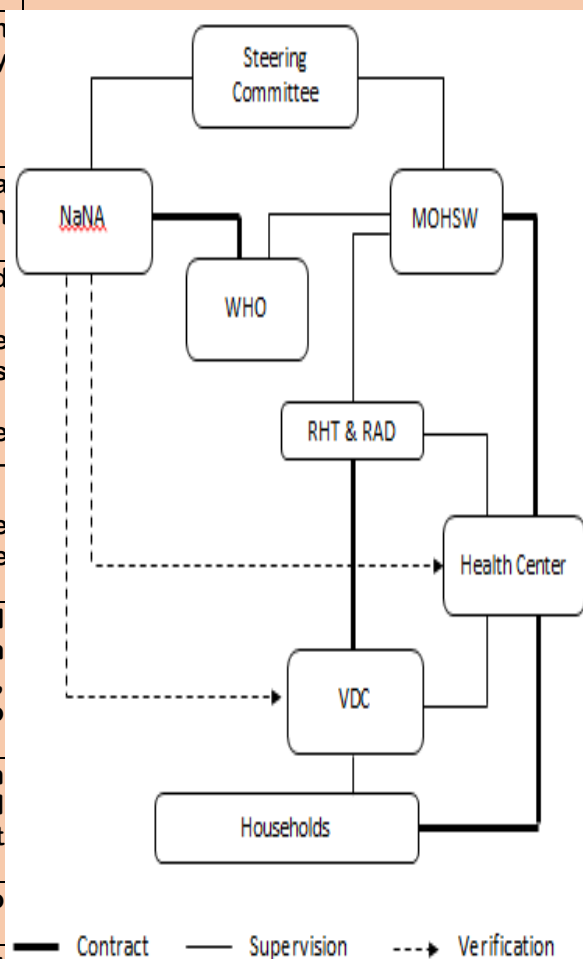 Steering
Committee
NaNA
MOHSW
WHO
RHT & RAD
Health Center
VDC
Households
Contract
Supervision
Verification